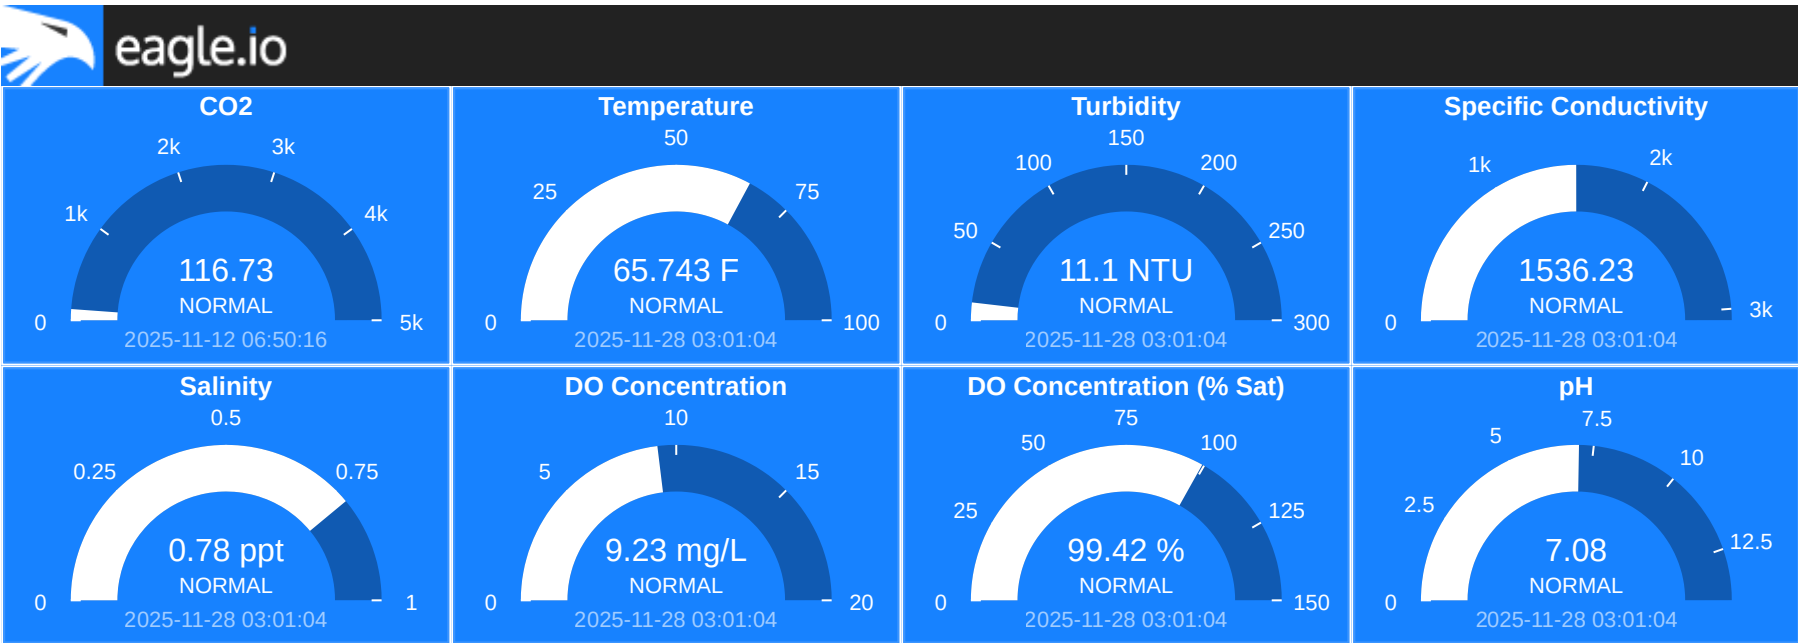 eagle.io
CO2
2k
3k
1k
4k
116.73
NORMAL
0
5k
2025-11-12 06:50:16
Temperature
50
25
75
65.743 F
NORMAL
0
100
2025-11-28 03:01:04
Turbidity
150
100
200
50
250
11.1 NTU
NORMAL
0
300
2025-11-28 03:01:04
Specific Conductivity
1k
2k
1536.23
NORMAL
0
3k
2025-11-28 03:01:04
Salinity
0.5
0.25
0.75
0.78 ppt
NORMAL
0
1
2025-11-28 03:01:04
DO Concentration
10
5
15
9.23 mg/L
NORMAL
0
20
2025-11-28 03:01:04
DO Concentration (% Sat)
75
50
100
25
125
99.42 %
NORMAL
0
150
2025-11-28 03:01:04
pH
7.5
5
10
2.5
12.5
7.08
NORMAL
0
2025-11-28 03:01:04